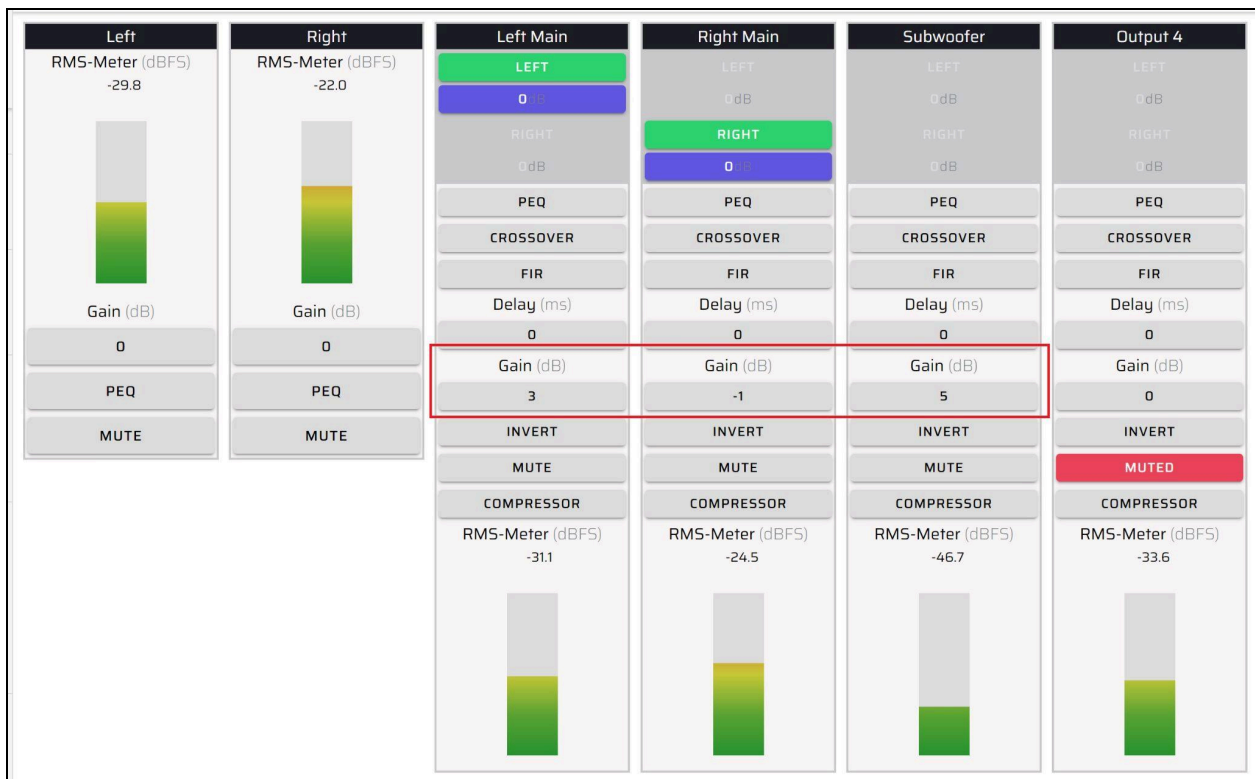 Left
RMS-Meter (dBFS)
-29.8
Gain (dB)
0
PEQ
MUTE
Right
RMS-Meter (dBFS)
-22.0
Gain (dB)
0
PEQ
MUTE
Left Main
LEFT
0dB
RIGHT
0dB
PEQ
CROSSOVER
FIR
Delay (ms)
0
Gain (dB)
3
INVERT
MUTE
COMPRESSOR
RMS-Meter (dBFS)
-31.1
Right Main
LEFT
0dB
RIGHT
0dB
PEQ
CROSSOVER
FIR
Delay (ms)
0
Gain (dB)
-1
INVERT
MUTE
COMPRESSOR
RMS-Meter (dBFS)
-24.5
Subwoofer
LEFT
0dB
RIGHT
0dB
PEQ
CROSSOVER
FIR
Delay (ms)
0
Gain (dB)
5
INVERT
MUTE
COMPRESSOR
RMS-Meter (dBFS)
-46.7
Output 4
LEFT
0dB
RIGHT
0dB
PEQ
CROSSOVER
FIR
Delay (ms)
0
Gain (dB)
0
INVERT
MUTED
COMPRESSOR
RMS-Meter (dBFS)
-33.6